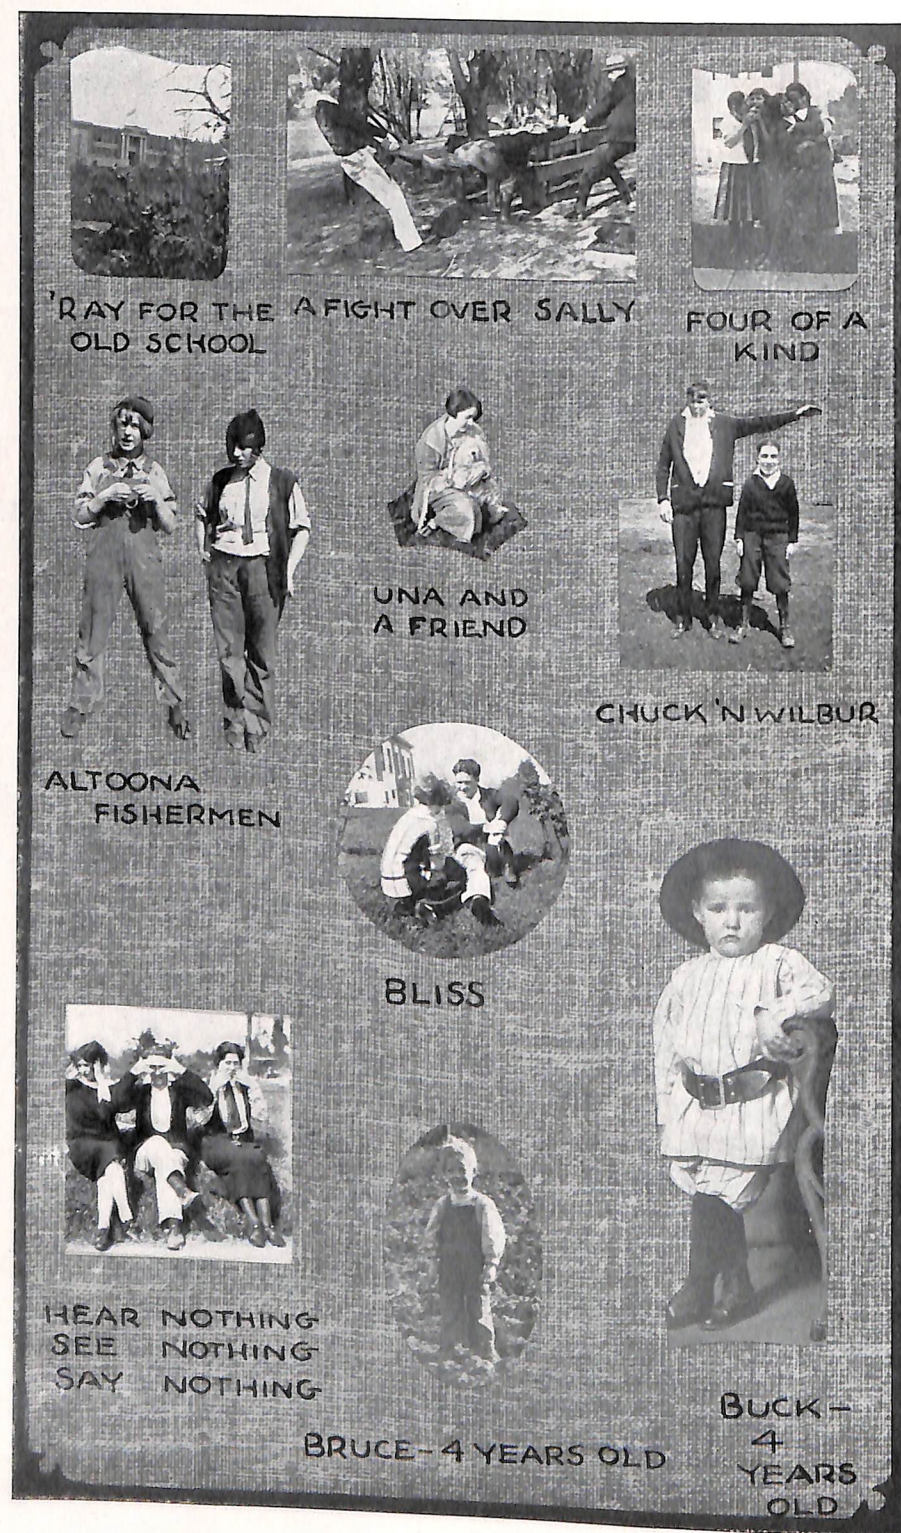 'RAY FOR THE
OLD SCHOOL
A FIGHT OVER SALLY
FOUR OF A
KIND
UNA AND
A FRIEND
CHUCK 'N WILBUR
ALTOONA
FISHERMEN
BLISS
HEAR NOTHING
SEE NOTHING
SAY NOTHING
BRUCE-4 YEARS OLD
BUCK-
4
YEARS
OLD